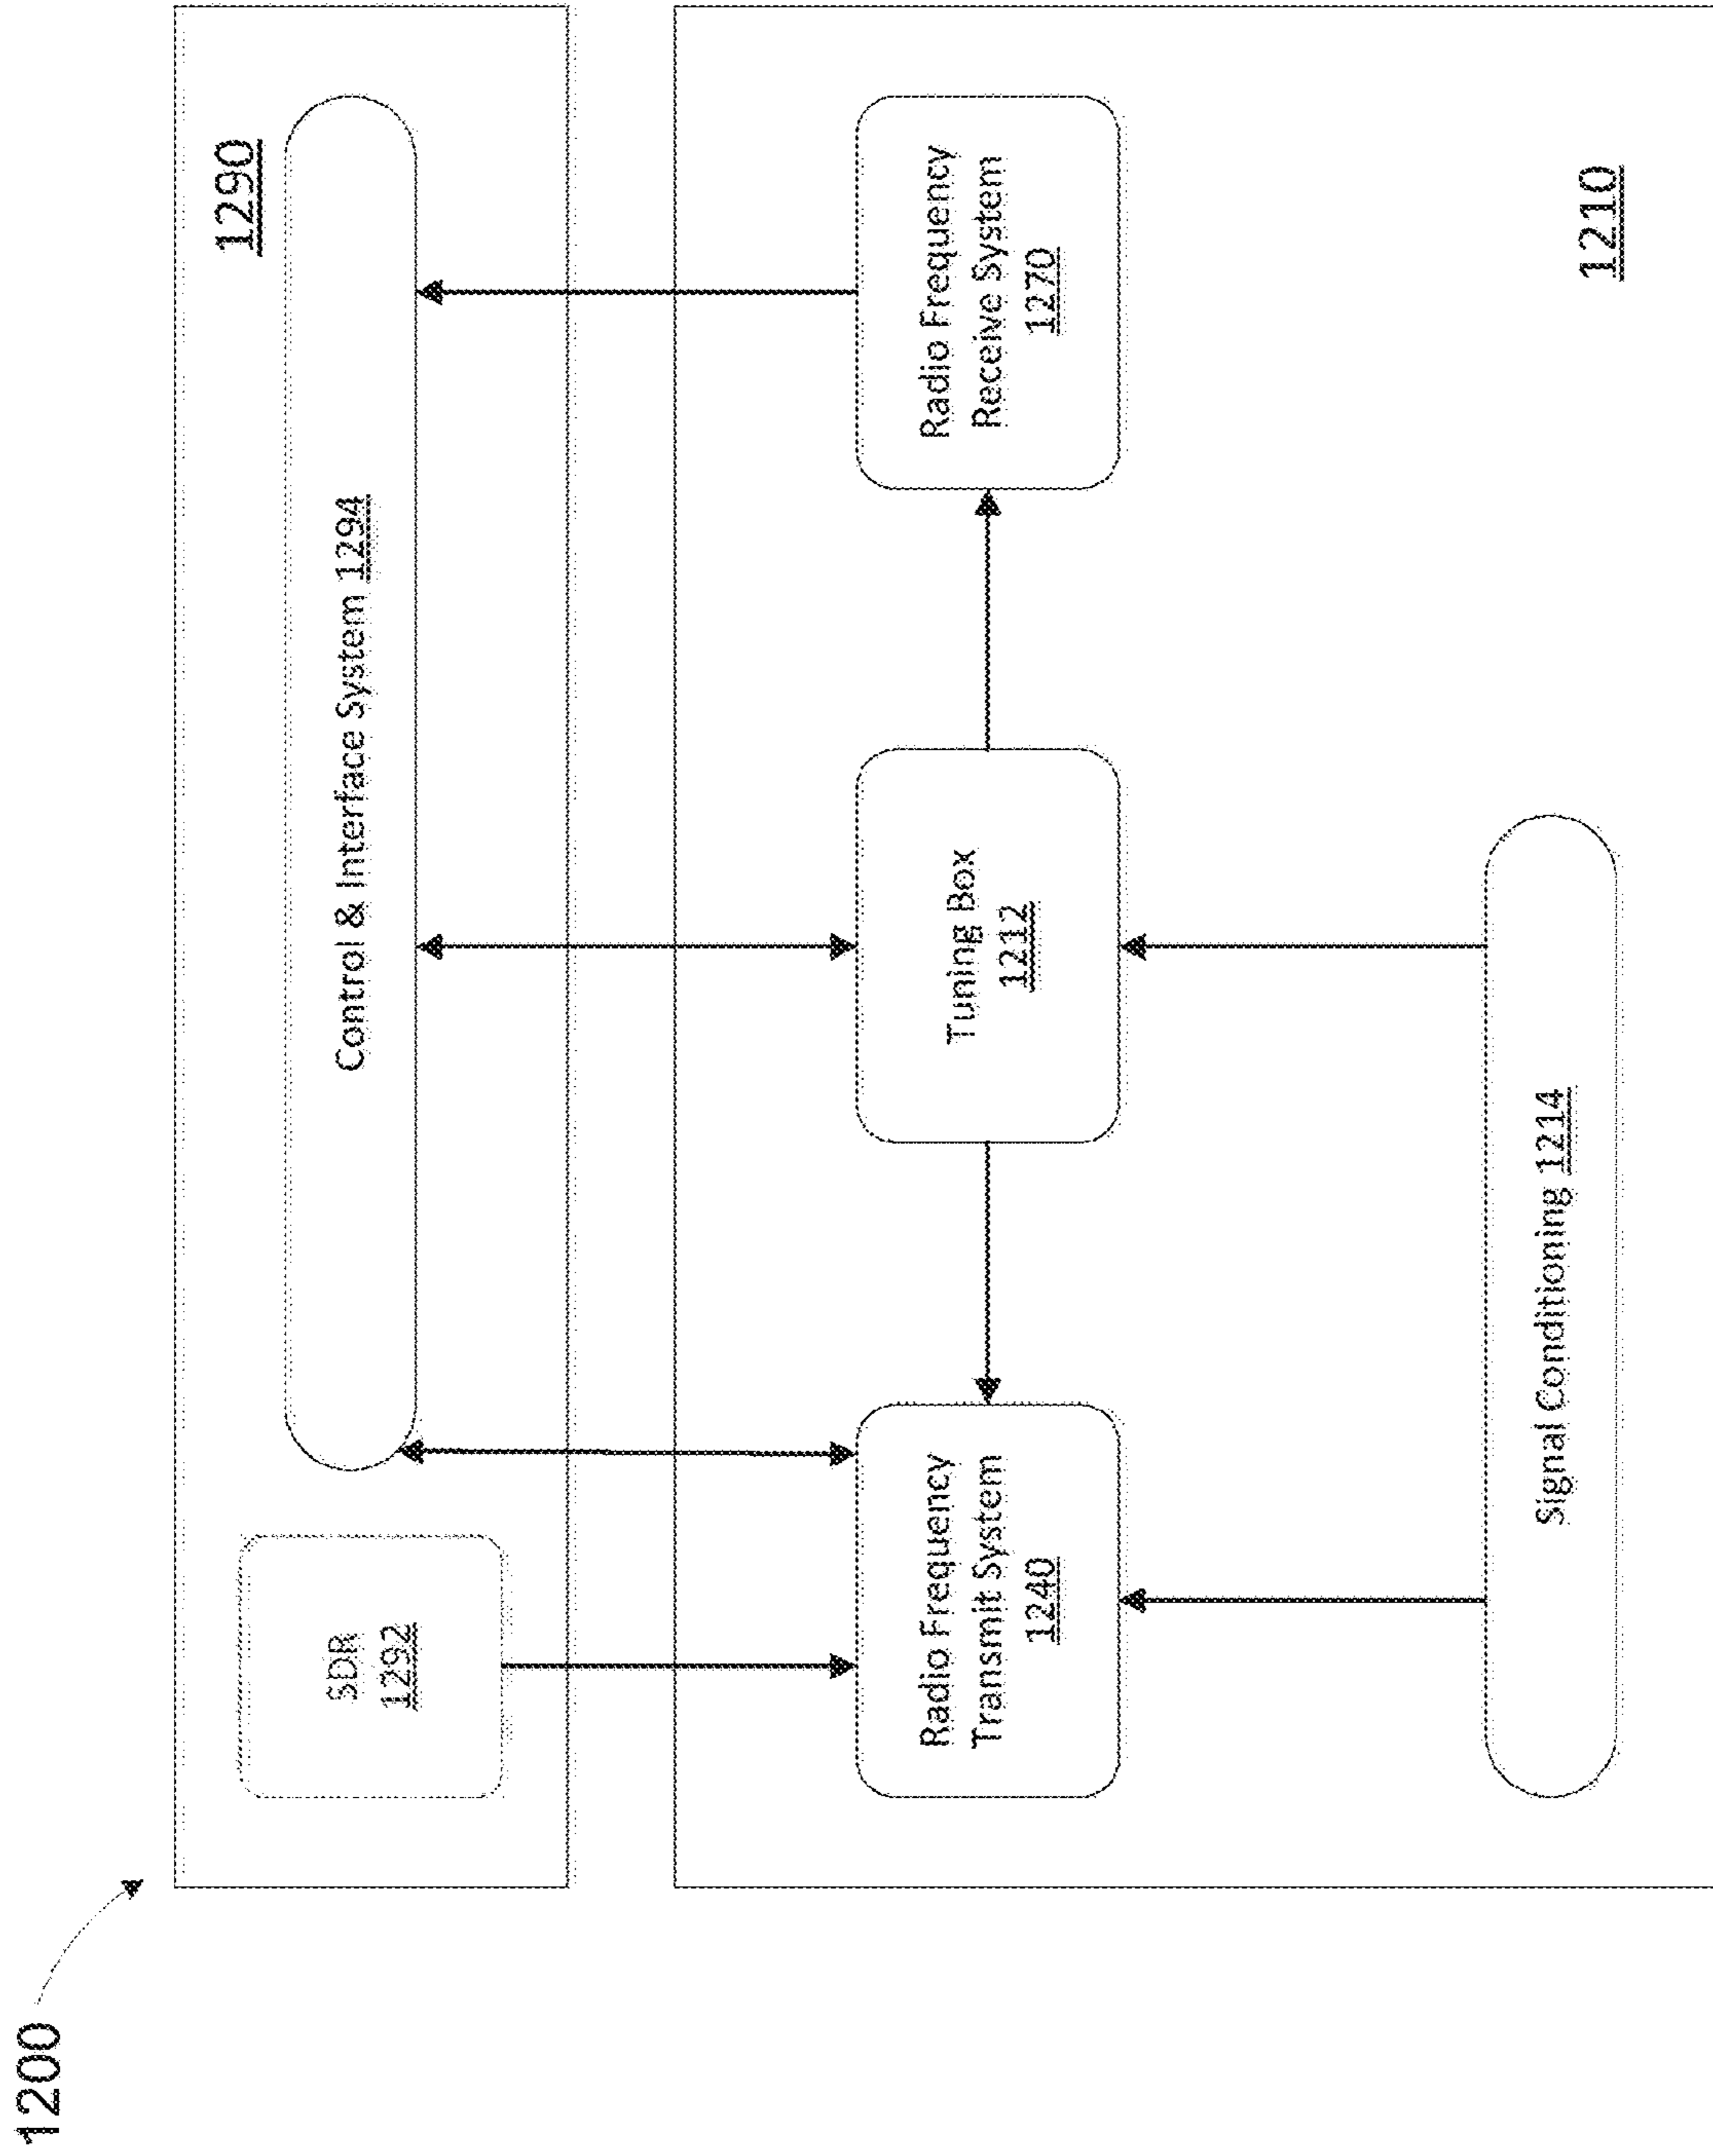 1200
1290
SDR
1292
Control & Interface System 1294
Radio Frequency
Transmit System
1240
Tuning Box
1212
Radio Frequency
Receive System
1270
Signal Conditioning 1214
1210